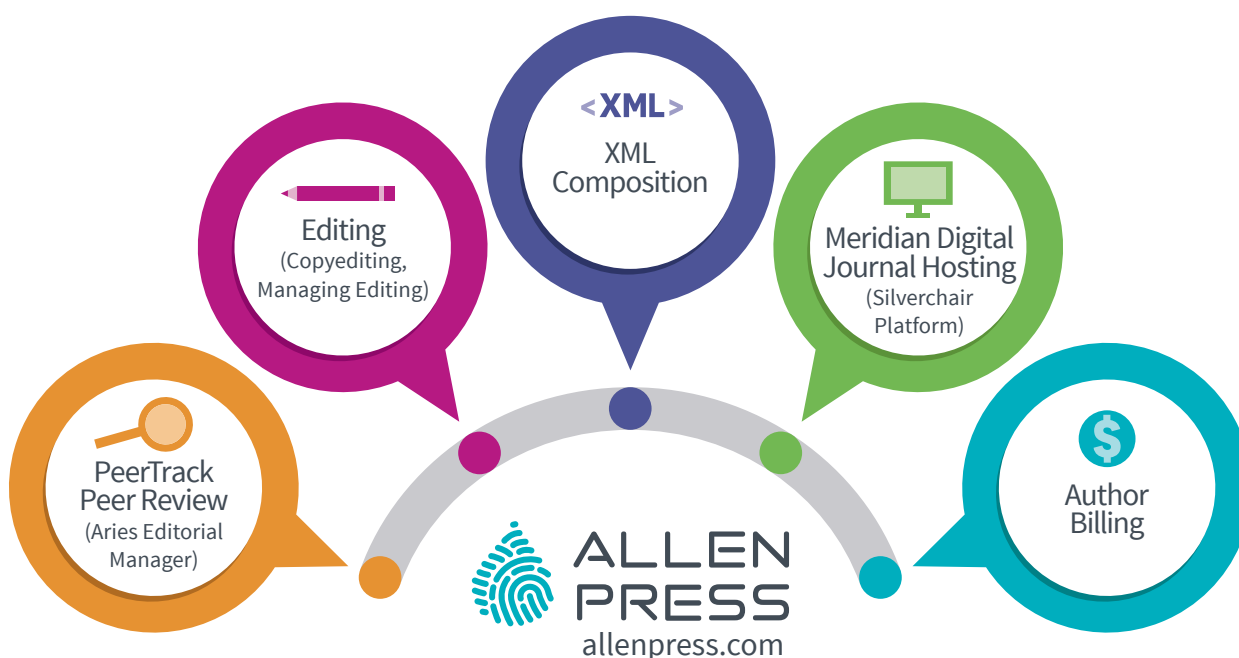 PeerTrack
Peer Review
(Aries Editorial
Manager)
Editing
(Copyediting,
Managing Editing)
<XML>
XML
Composition
Meridian Digital
Journal Hosting
(Silverchair
Platform)
$
Author
Billing
ALLEN
PRESS
allenpress.com